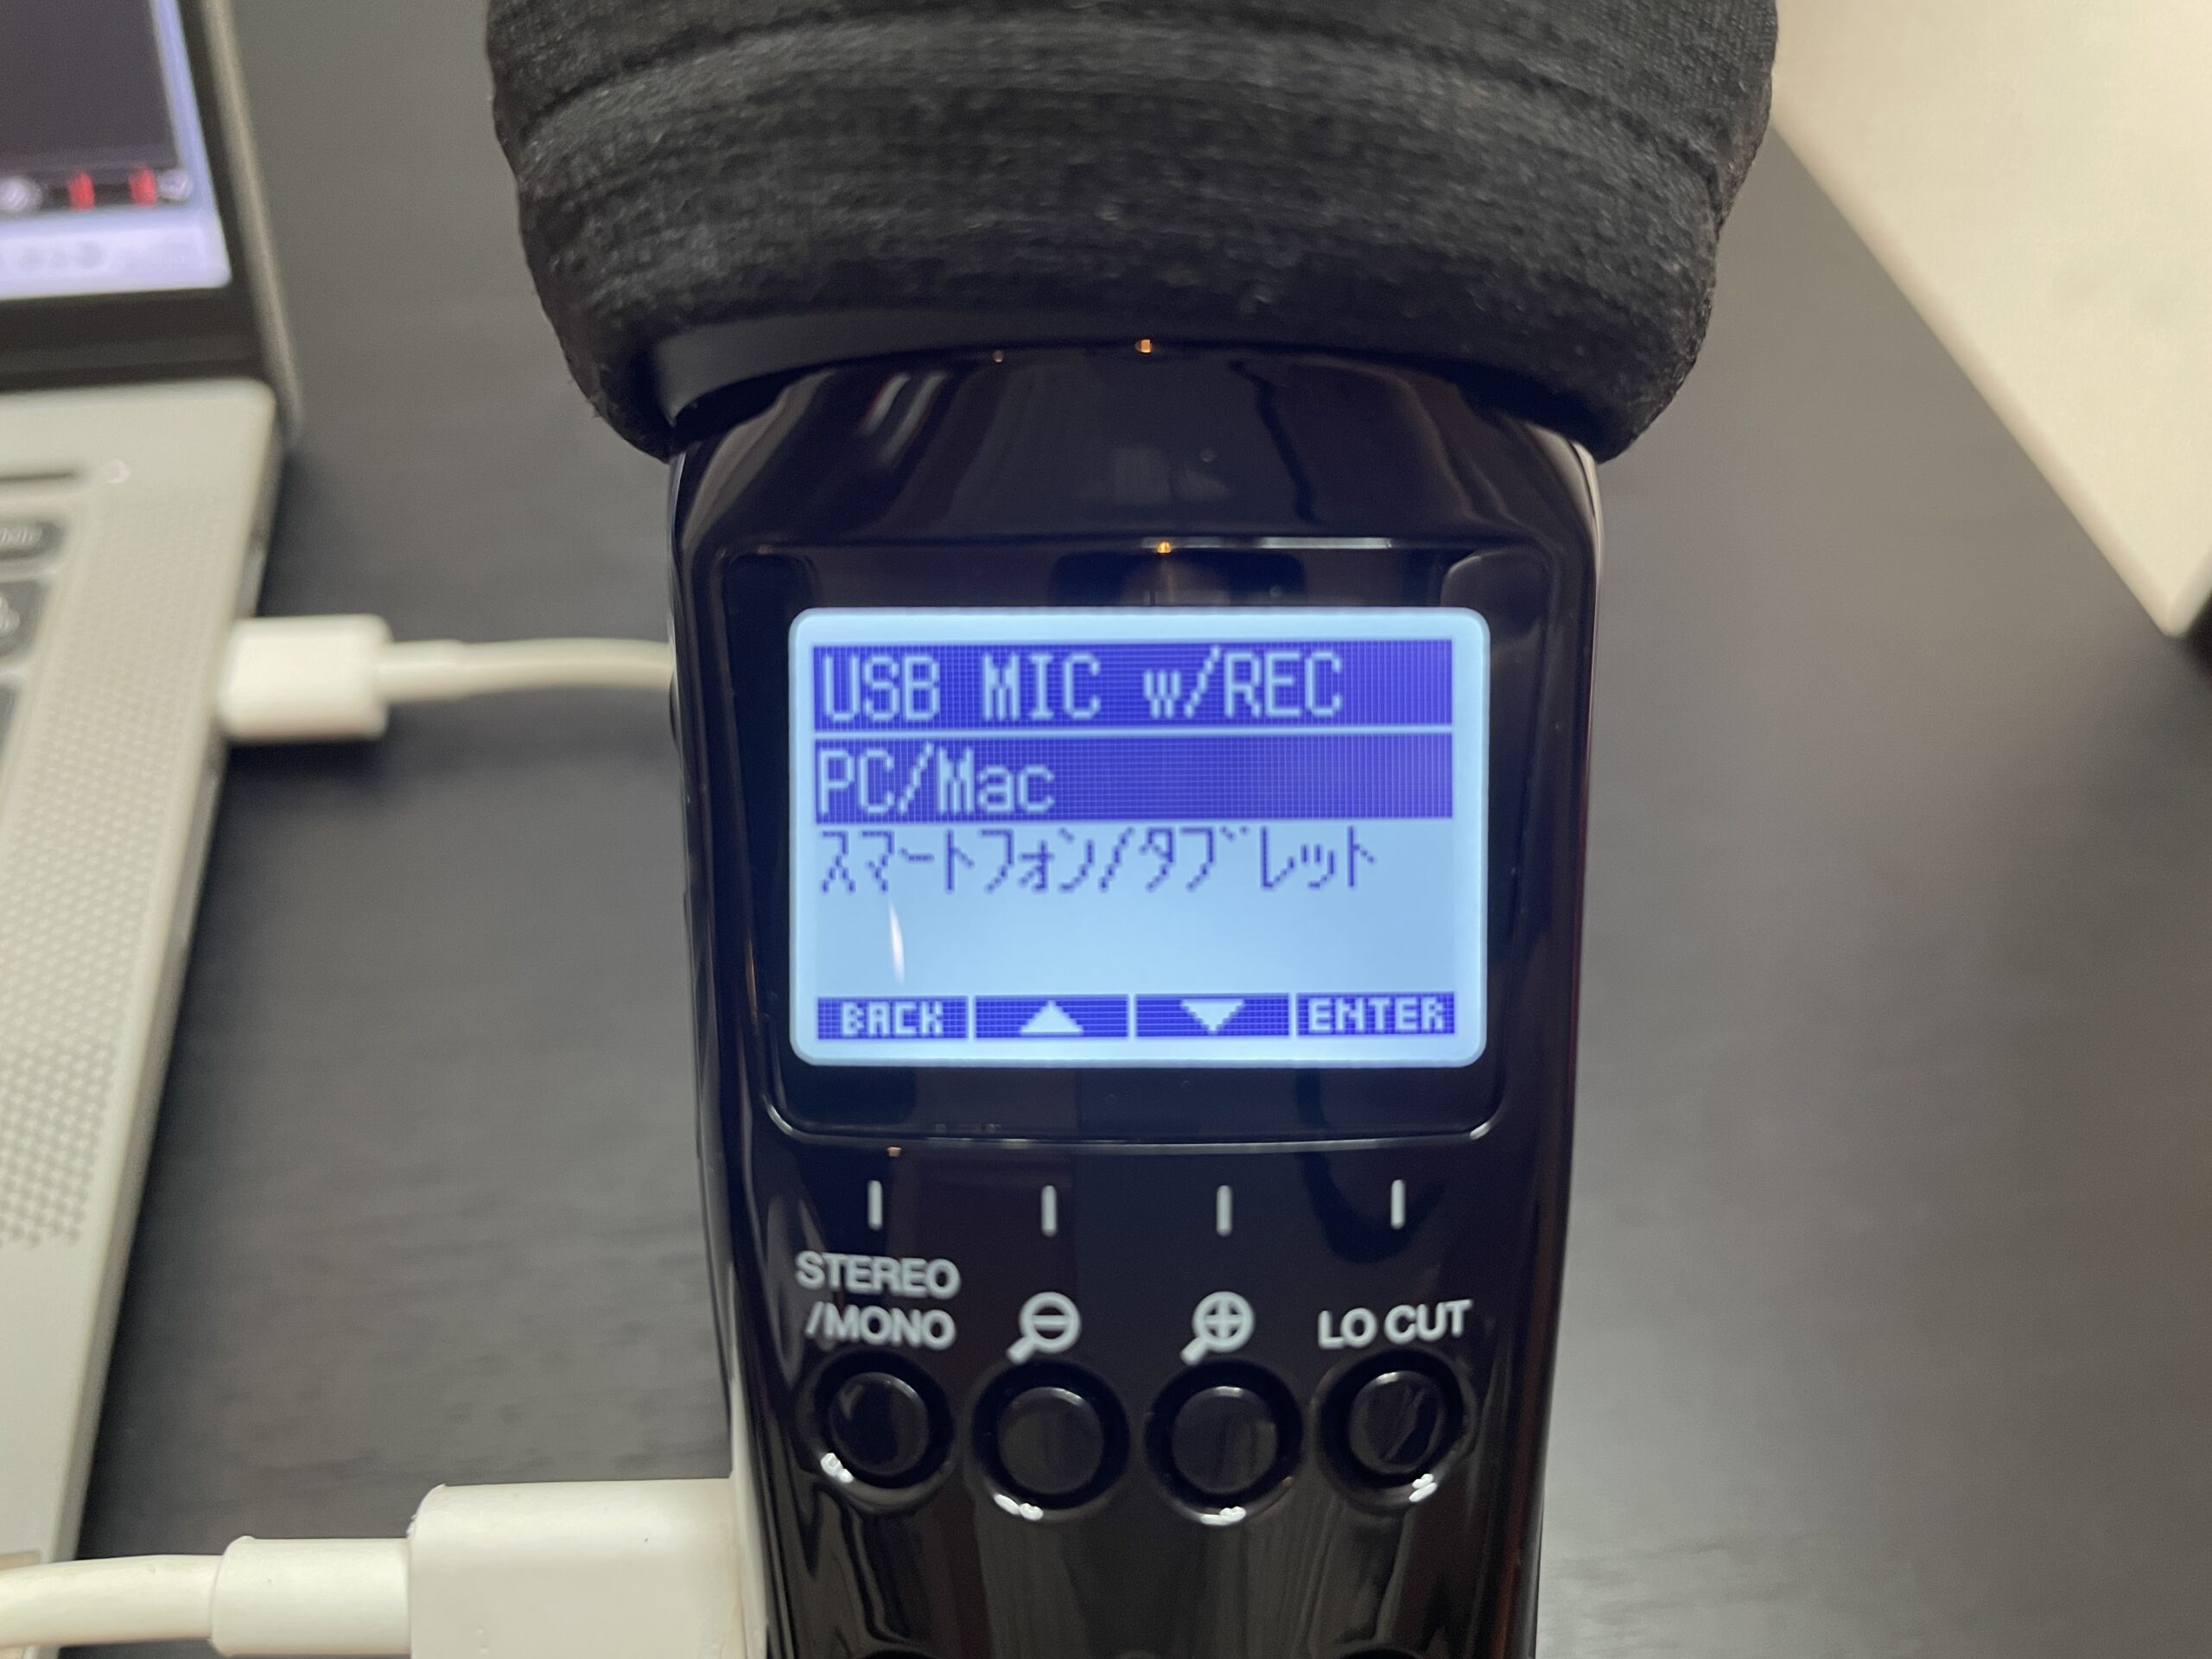 USB MIC w/REC
PC/Mac
ｽﾏｰﾄﾌｫﾝ/ﾀﾌﾞﾚｯﾄ
BACK ▲ ▼ ENTER
STEREO
/MONO
LO CUT